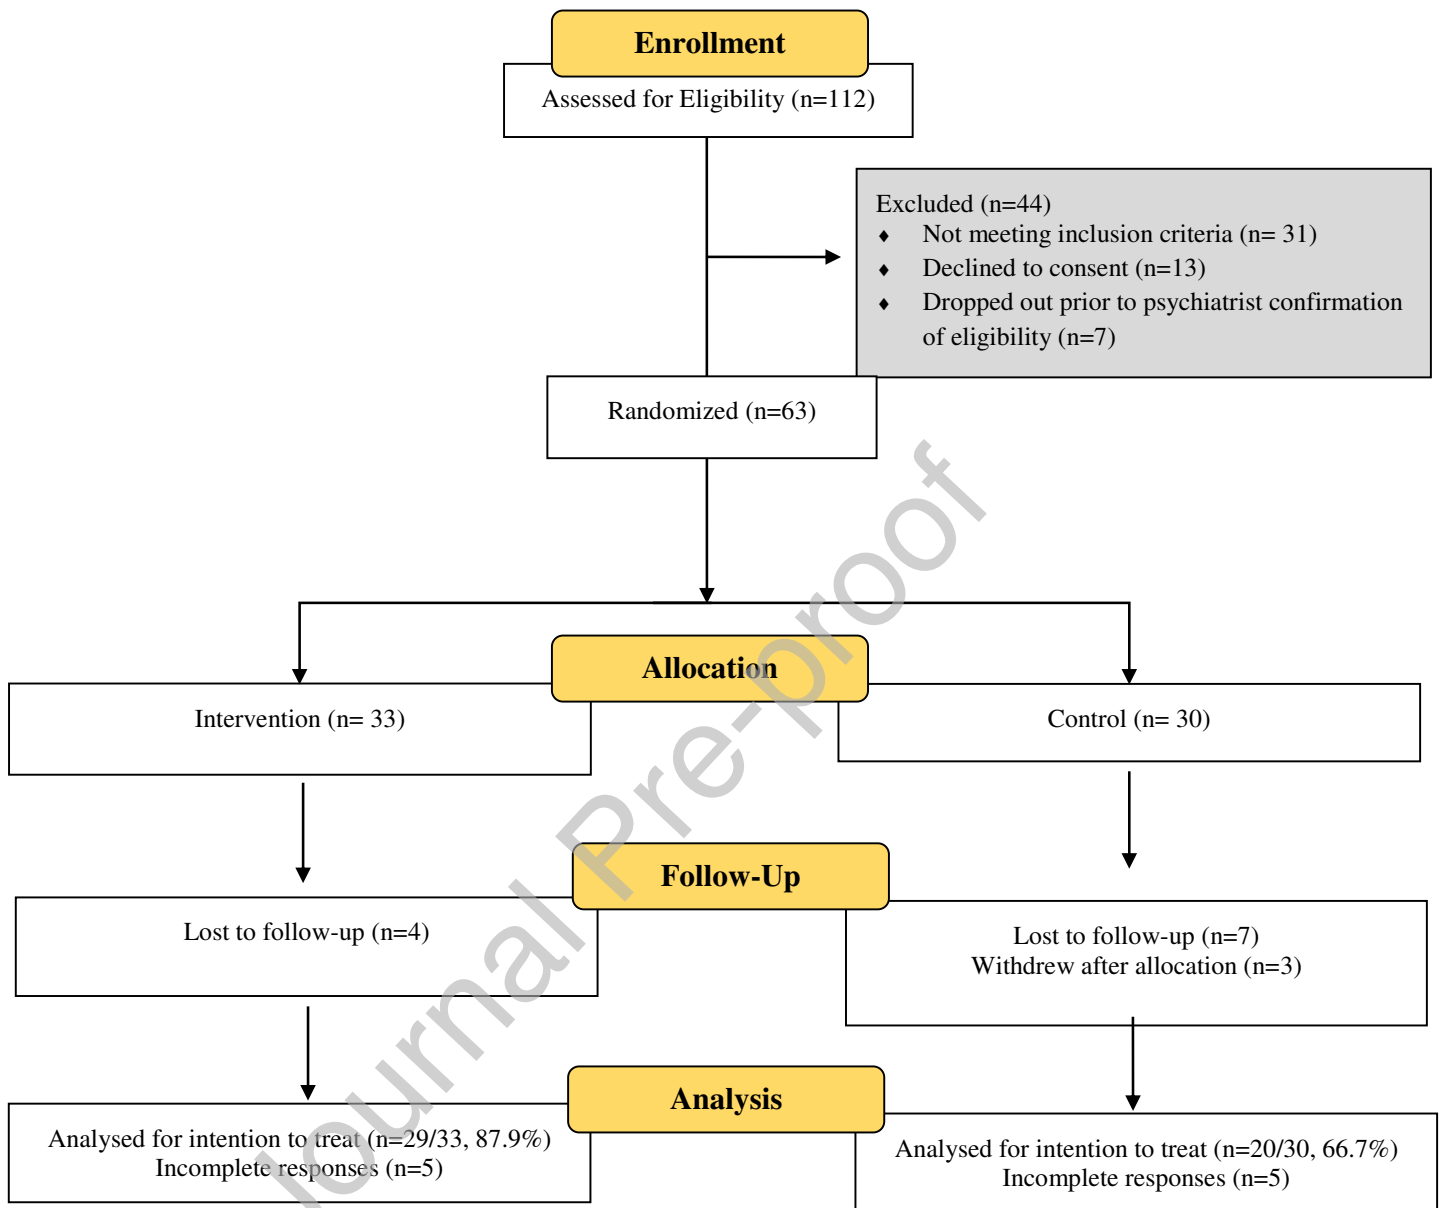 Enrollment
Assessed for Eligibility (n=112)
Excluded (n=44)
♦ Not meeting inclusion criteria (n= 31)
♦ Declined to consent (n=13)
♦ Dropped out prior to psychiatrist confirmation
of eligibility (n=7)
Randomized (n=63)
Allocation
Intervention (n= 33)
Control (n= 30)
Follow-Up
Lost to follow-up (n=4)
Lost to follow-up (n=7)
Withdrew after allocation (n=3)
Analysis
Analysed for intention to treat (n=29/33, 87.9%)
Incomplete responses (n=5)
Analysed for intention to treat (n=20/30, 66.7%)
Incomplete responses (n=5)
Journal Pre-proof